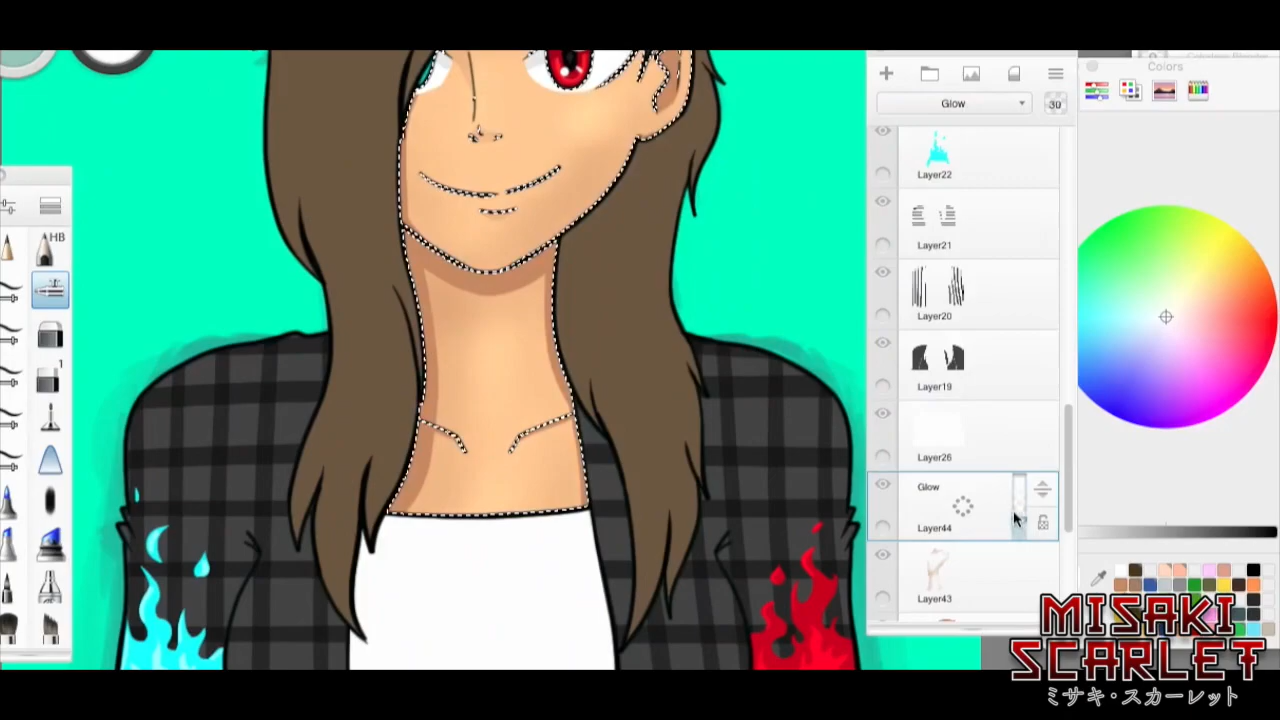 Colors
Glow
30
Layer22
HB
Layer21
Layer20
1
Layer19
Layer26
Glow
Layer44
Layer43
MISAKI
SCARLET
ミサキ・スカーレット